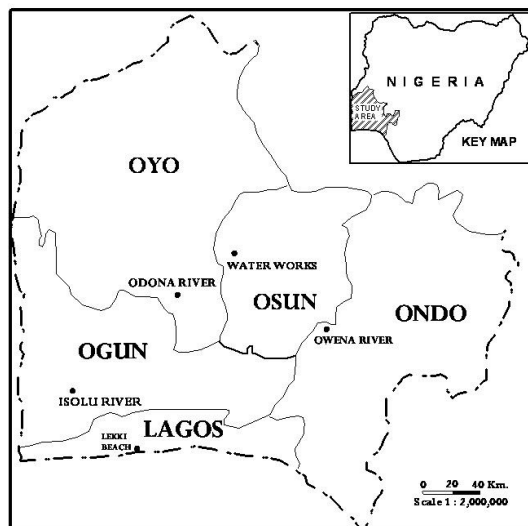 NIGERIA
STUDY
AREA
KEY MAP
OYO
WATER WORKS
ODONA RIVER
OSUN
ONDO
OGUN
OWENA RIVER
ISOLU RIVER
LAGOS
LEKKI
BEACH
0 20 40 Km.
Scale 1 : 2,000,000